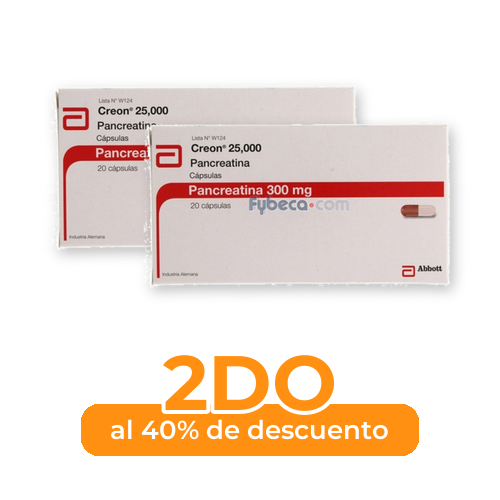 Lista N° W124
Creon® 25,000
Pancreatina
Cápsulas
Pancreati
20 cápsulas
Industria Alemana
Lista N° W124
Creon® 25,000
Pancreatina
Cápsulas
Pancreatina 300 mg
20 cápsulas
Fybeca.com
Industria Alemana
Abbott
2DO
al 40% de descuento